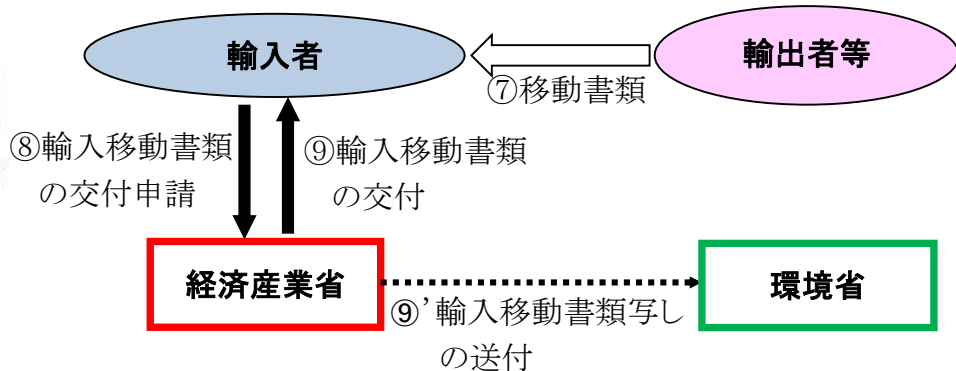 輸入者
輸出者等
⑦移動書類
⑧輸入移動書類
の交付申請
⑨輸入移動書類
の交付
経済産業省
環境省
⑨’輸入移動書類写し
の送付